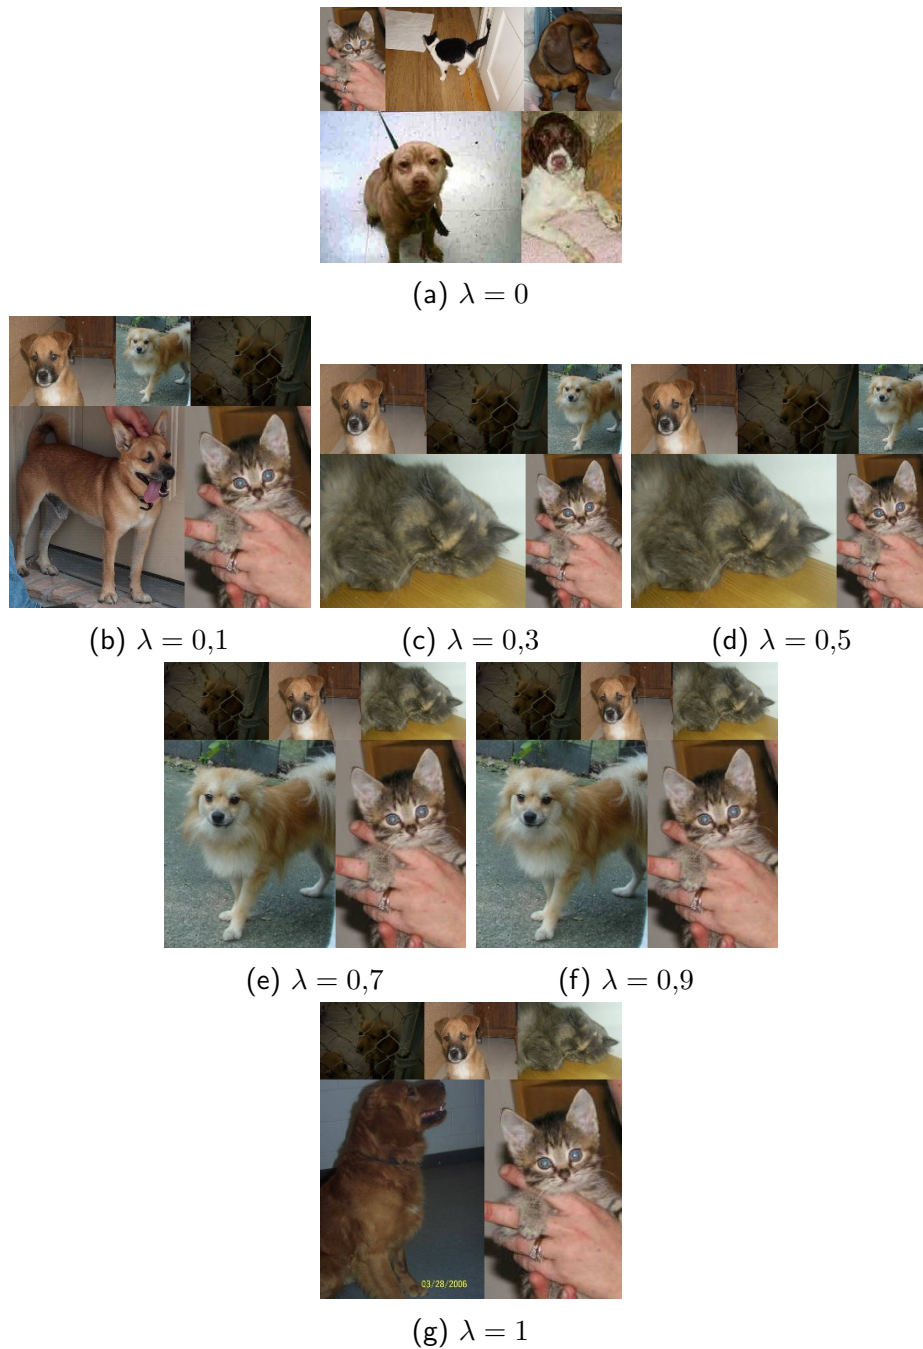 (a) λ = 0
(b) λ = 0,1
(c) λ = 0,3
(d) λ = 0,5
(e) λ = 0,7
(f) λ = 0,9
03/28/2006
(g) λ = 1